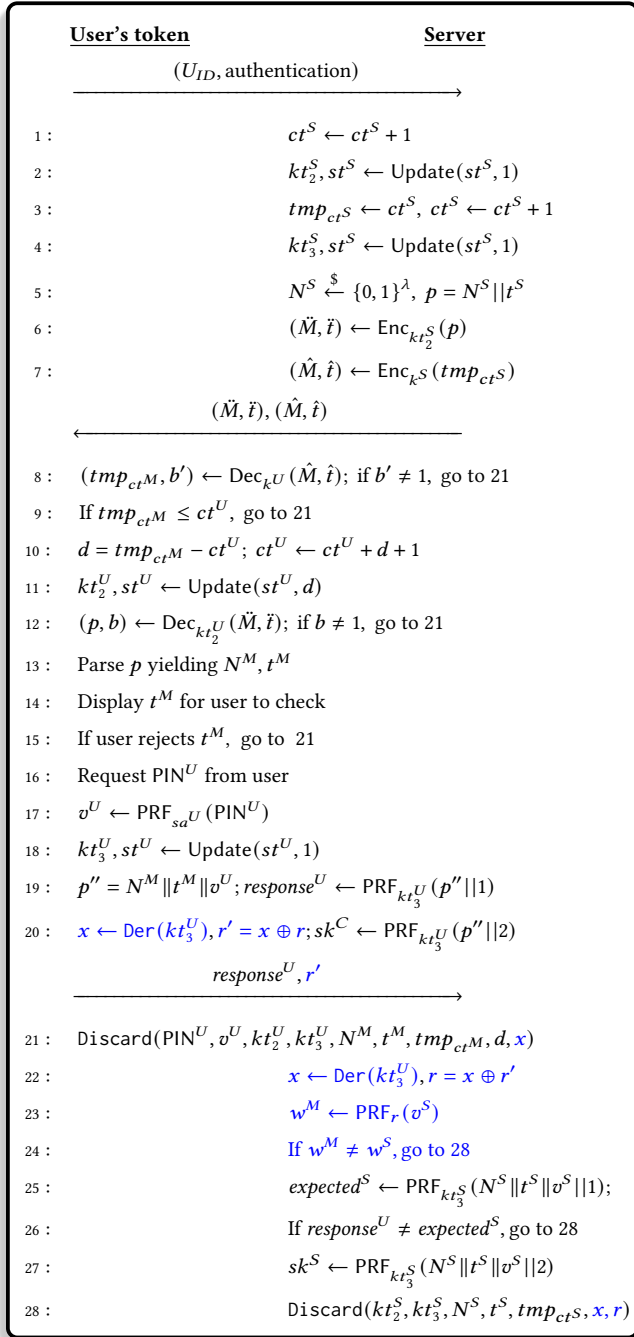 User's token Server
(U_ID, authentication)
1 : ct^S ← ct^S + 1
2 : kt_2^S, st^S ← Update(st^S, 1)
3 : tmp_{ct^S} ← ct^S, ct^S ← ct^S + 1
4 : kt_3^S, st^S ← Update(st^S, 1)
5 : N^S ←$ {0, 1}^λ, p = N^S||t^S
6 : (M̈, ẗ) ← Enc_{kt_2^S}(p)
7 : (M̂, t̂) ← Enc_{k^S}(tmp_{ct^S})
(M̈, ẗ), (M̂, t̂)
8 : (tmp_{ct^M}, b′) ← Dec_{k^U}(M̂, t̂); if b′ ≠ 1, go to 21
9 : If tmp_{ct^M} ≤ ct^U, go to 21
10 : d = tmp_{ct^M} − ct^U; ct^U ← ct^U + d + 1
11 : kt_2^U, st^U ← Update(st^U, d)
12 : (p, b) ← Dec_{kt_2^U}(M̈, ẗ); if b ≠ 1, go to 21
13 : Parse p yielding N^M, t^M
14 : Display t^M for user to check
15 : If user rejects t^M, go to 21
16 : Request PIN^U from user
17 : v^U ← PRF_{sa^U}(PIN^U)
18 : kt_3^U, st^U ← Update(st^U, 1)
19 : p″ = N^M||t^M||v^U; response^U ← PRF_{kt_3^U}(p″||1)
20 : x ← Der(kt_3^U), r′ = x ⊕ r; sk^C ← PRF_{kt_3^U}(p″||2)
response^U, r′
21 : Discard(PIN^U, v^U, kt_2^U, kt_3^U, N^M, t^M, tmp_{ct^M}, d, x)
22 : x ← Der(kt_3^U), r = x ⊕ r′
23 : w^M ← PRF_r(v^S)
24 : If w^M ≠ w^S, go to 28
25 : expected^S ← PRF_{kt_3^S}(N^S||t^S||v^S||1);
26 : If response^U ≠ expected^S, go to 28
27 : sk^S ← PRF_{kt_3^S}(N^S||t^S||v^S||2)
28 : Discard(kt_2^S, kt_3^S, N^S, t^S, tmp_{ct^S}, x, r)